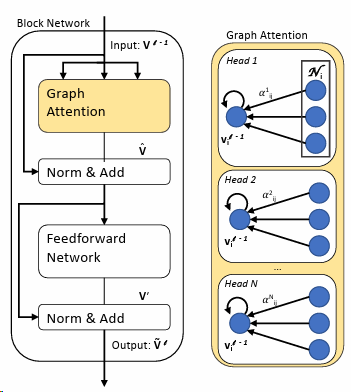 Block Network
Input: V^ℓ-1
Graph
Attention
V̂
Norm & Add
Feedforward
Network
V'
Norm & Add
Output: Ṽ^ℓ
Graph Attention
Head 1
𝒩i
α¹ij
vi^ℓ-1
Head 2
α²ij
vi^ℓ-1
...
Head N
α^N ij
vi^ℓ-1